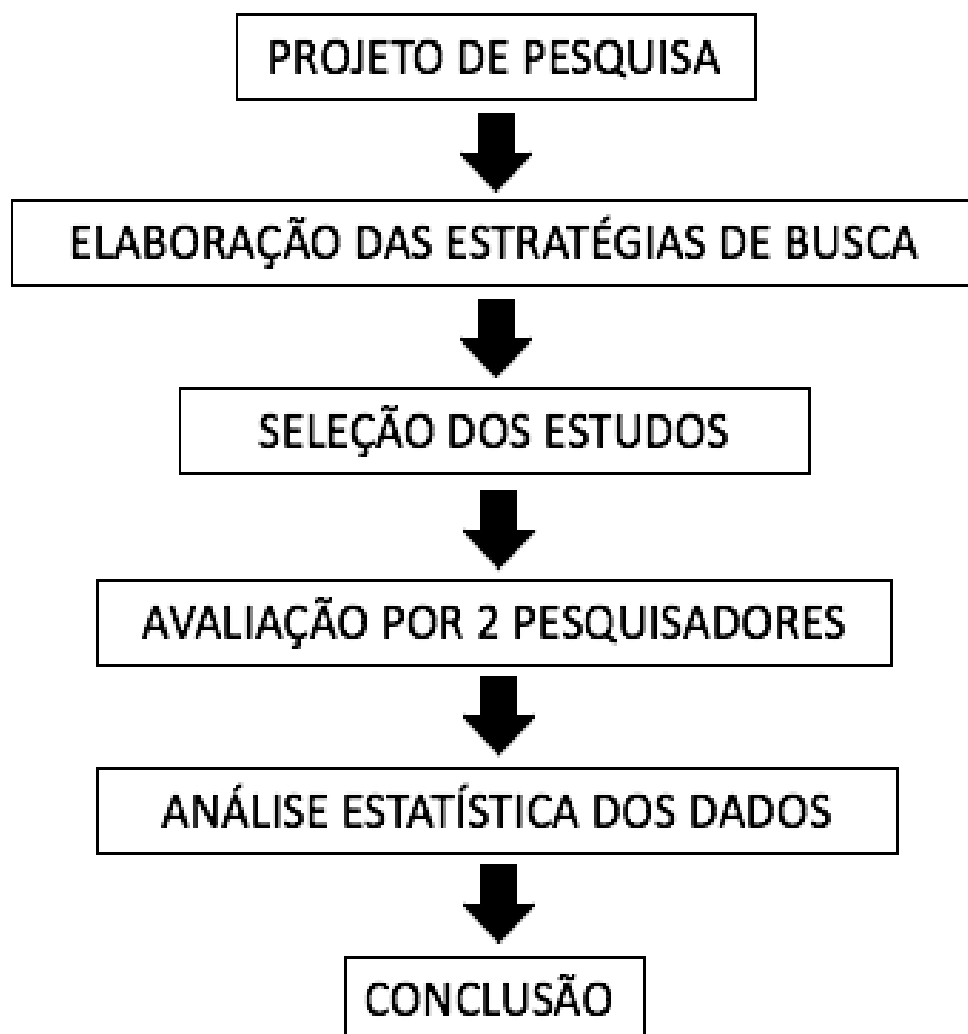 PROJETO DE PESQUISA
ELABORAÇÃO DAS ESTRATÉGIAS DE BUSCA
SELEÇÃO DOS ESTUDOS
AVALIAÇÃO POR 2 PESQUISADORES
ANÁLISE ESTATÍSTICA DOS DADOS
CONCLUSÃO